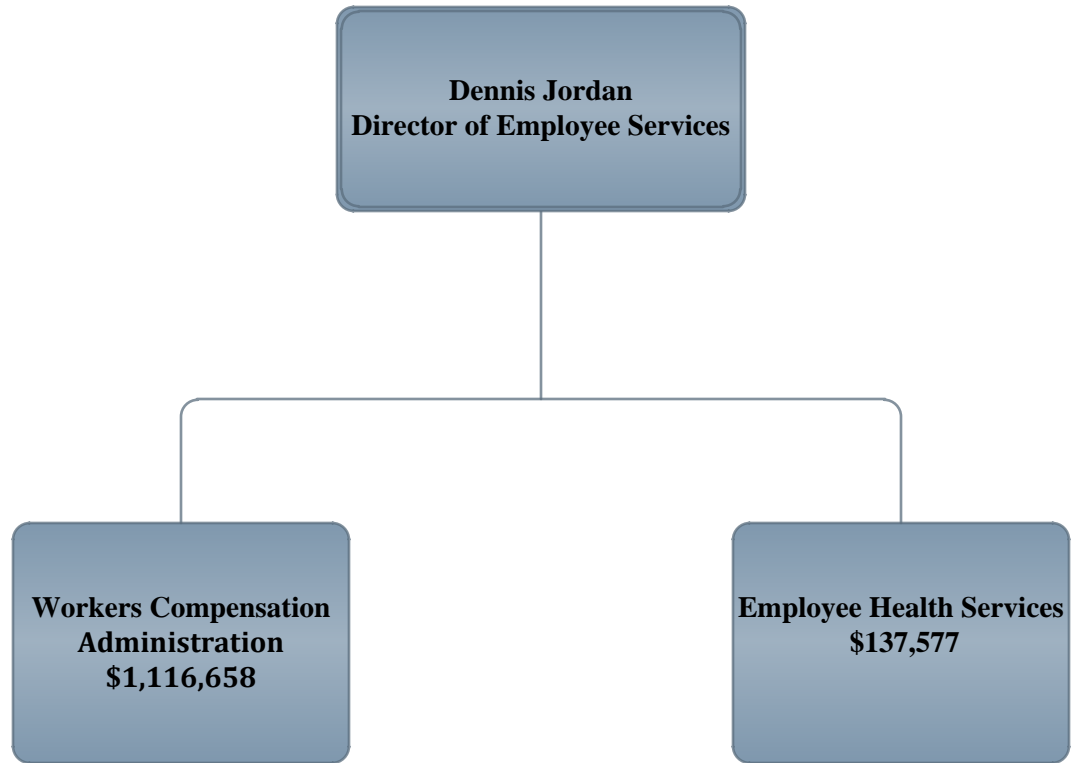 Dennis Jordan
Director of Employee Services
Workers Compensation
Administration
$1,116,658
Employee Health Services
$137,577